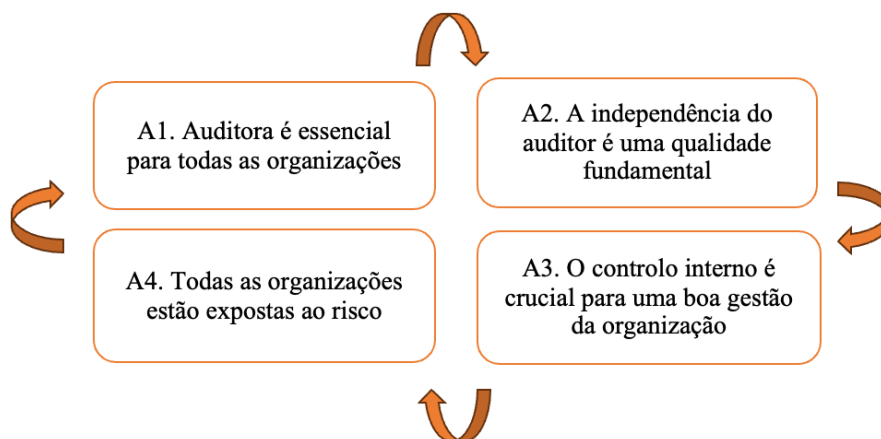 A1. Auditora é essencial
para todas as organizações
A2. A independência do
auditor é uma qualidade
fundamental
A4. Todas as organizações
estão expostas ao risco
A3. O controlo interno é
crucial para uma boa gestão
da organização